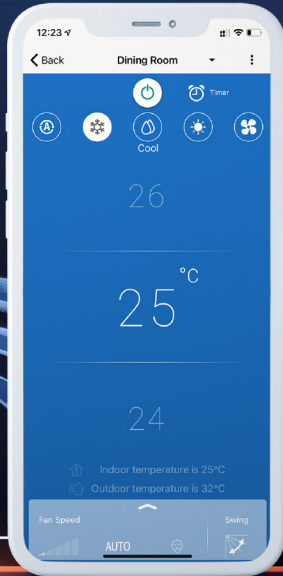 12:23
Back Dining Room
Timer
A
Cool
26
25 °C
24
Indoor temperature is 25°C
Outdoor temperature is 32°C
Fan Speed Swing
AUTO